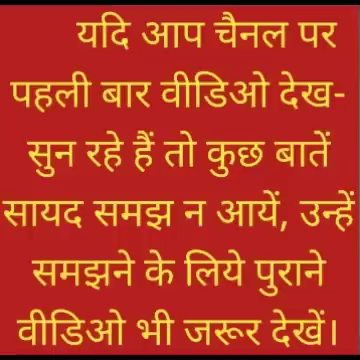 यदि आप चैनल पर
पहली बार वीडिओ देख-
सुन रहे हैं तो कुछ बातें
सायद समझ न आयें, उन्हें
समझने के लिये पुराने
वीडिओ भी जरूर देखें।